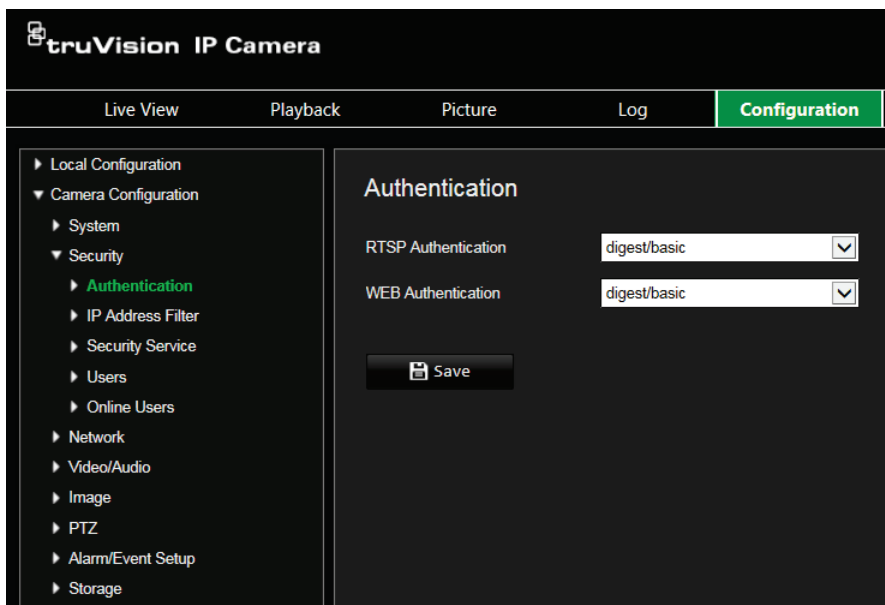 truVision IP Camera
Live View Playback Picture Log Configuration
Local Configuration
Camera Configuration
System
Security
Authentication
IP Address Filter
Security Service
Users
Online Users
Network
Video/Audio
Image
PTZ
Alarm/Event Setup
Storage
Authentication
RTSP Authentication digest/basic
WEB Authentication digest/basic
Save